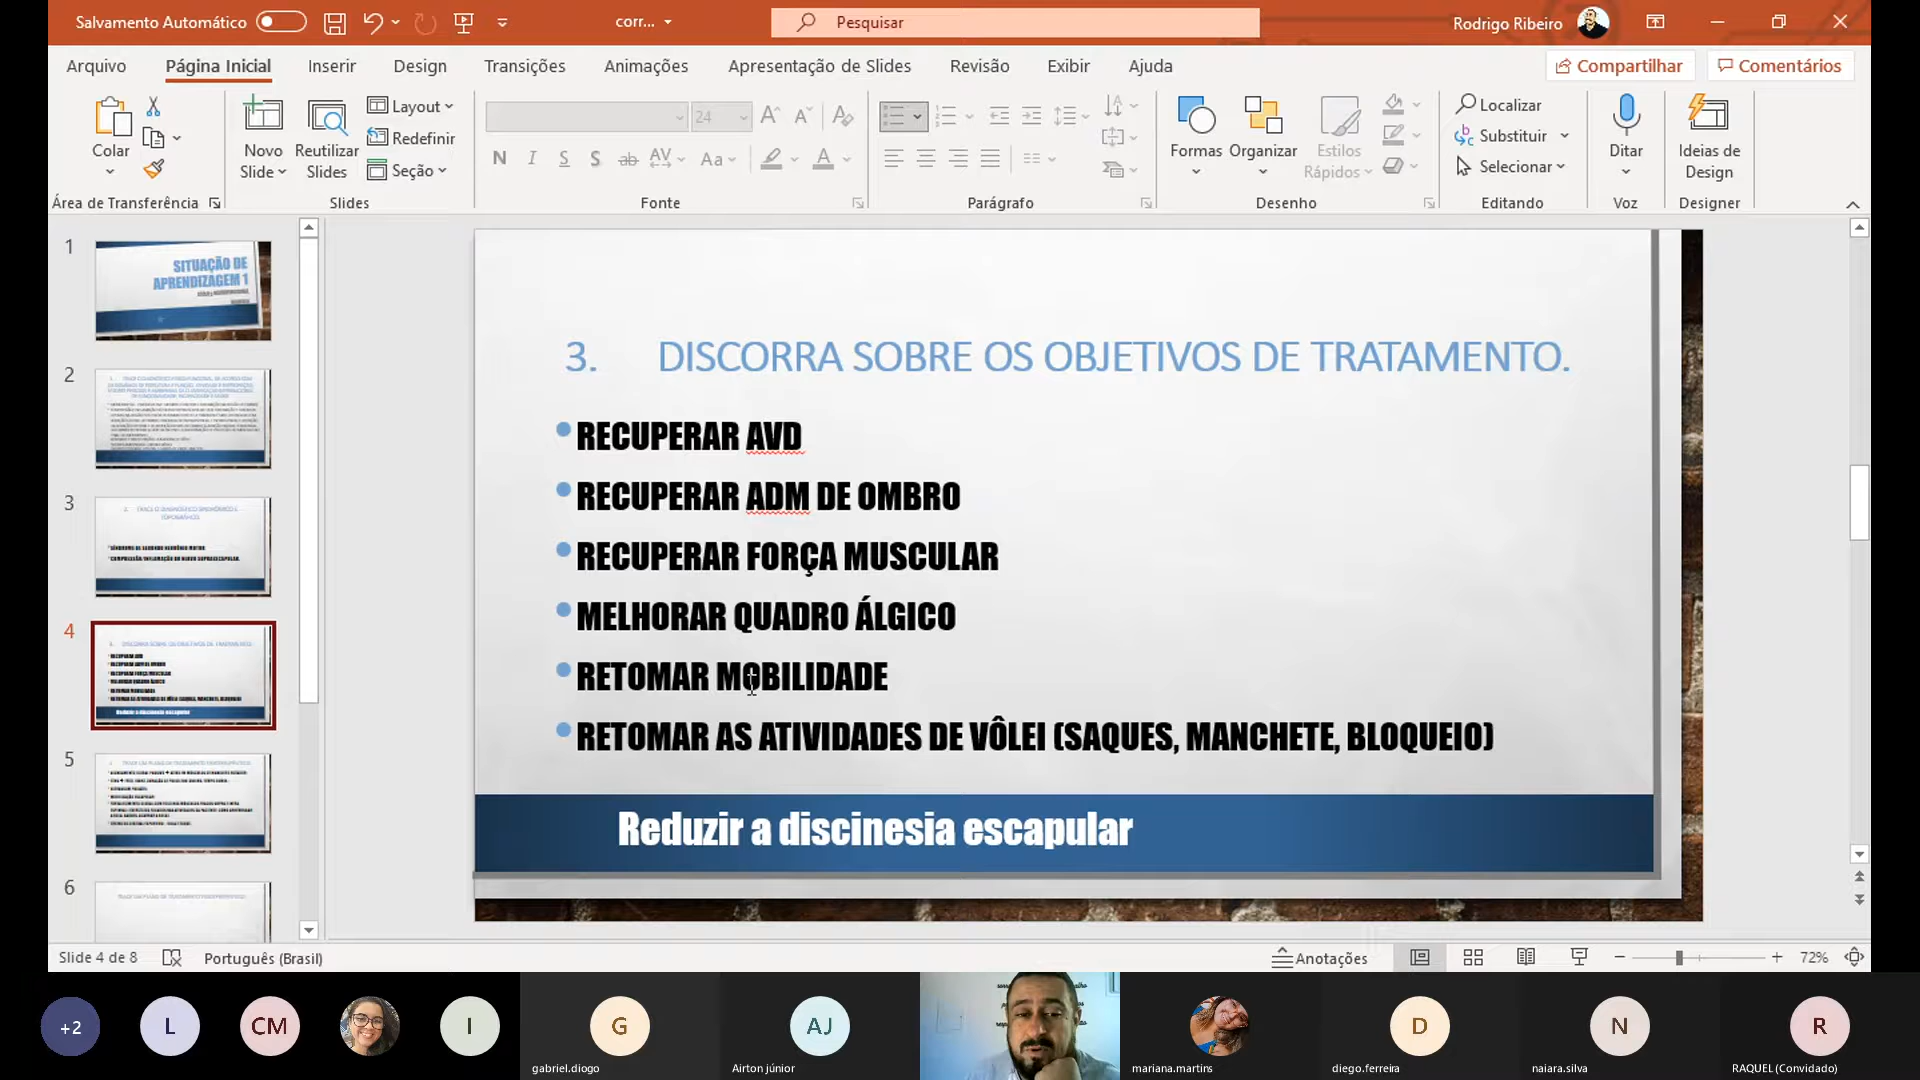 Salvamento Automático
corr...
Pesquisar
Rodrigo Ribeiro
Arquivo
Página Inicial
Inserir
Design
Transições
Animações
Apresentação de Slides
Revisão
Exibir
Ajuda
Compartilhar
Comentários
Colar
Área de Transferência
Novo
Slide
Reutilizar
Slides
Layout
Redefinir
Seção
Slides
24
N I S S ab AV Aa A
Fonte
Parágrafo
Formas
Organizar
Estilos
Rápidos
Desenho
Localizar
Substituir
Selecionar
Editando
Ditar
Voz
Ideias de
Design
Designer
1
SITUAÇÃO DE
APRENDIZAGEM 1
2
3
4
5
6
3. DISCORRA SOBRE OS OBJETIVOS DE TRATAMENTO.
RECUPERAR AVD
RECUPERAR ADM DE OMBRO
RECUPERAR FORÇA MUSCULAR
MELHORAR QUADRO ÁLGICO
RETOMAR MOBILIDADE
RETOMAR AS ATIVIDADES DE VÔLEI (SAQUES, MANCHETE, BLOQUEIO)
Reduzir a discinesia escapular
Slide 4 de 8
Português (Brasil)
Anotações
72%
+2
L
CM
I
G
gabriel.diogo
AJ
Airton júnior
mariana.martins
D
diego.ferreira
N
naiara.silva
R
RAQUEL (Convidado)